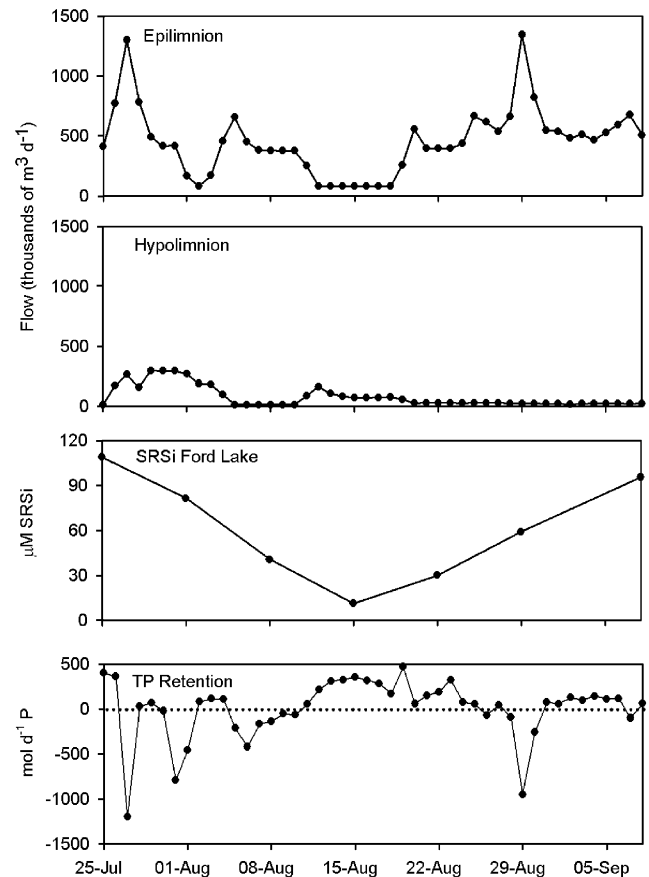 1500
Epilimnion
1000
500
0
1500
Hypolimnion
1000
500
0
Flow (thousands of m³ d⁻¹)
120
SRSi Ford Lake
90
60
30
0
µM SRSi
500
TP Retention
0
-500
-1000
-1500
mol d⁻¹ P
25-Jul 01-Aug 08-Aug 15-Aug 22-Aug 29-Aug 05-Sep